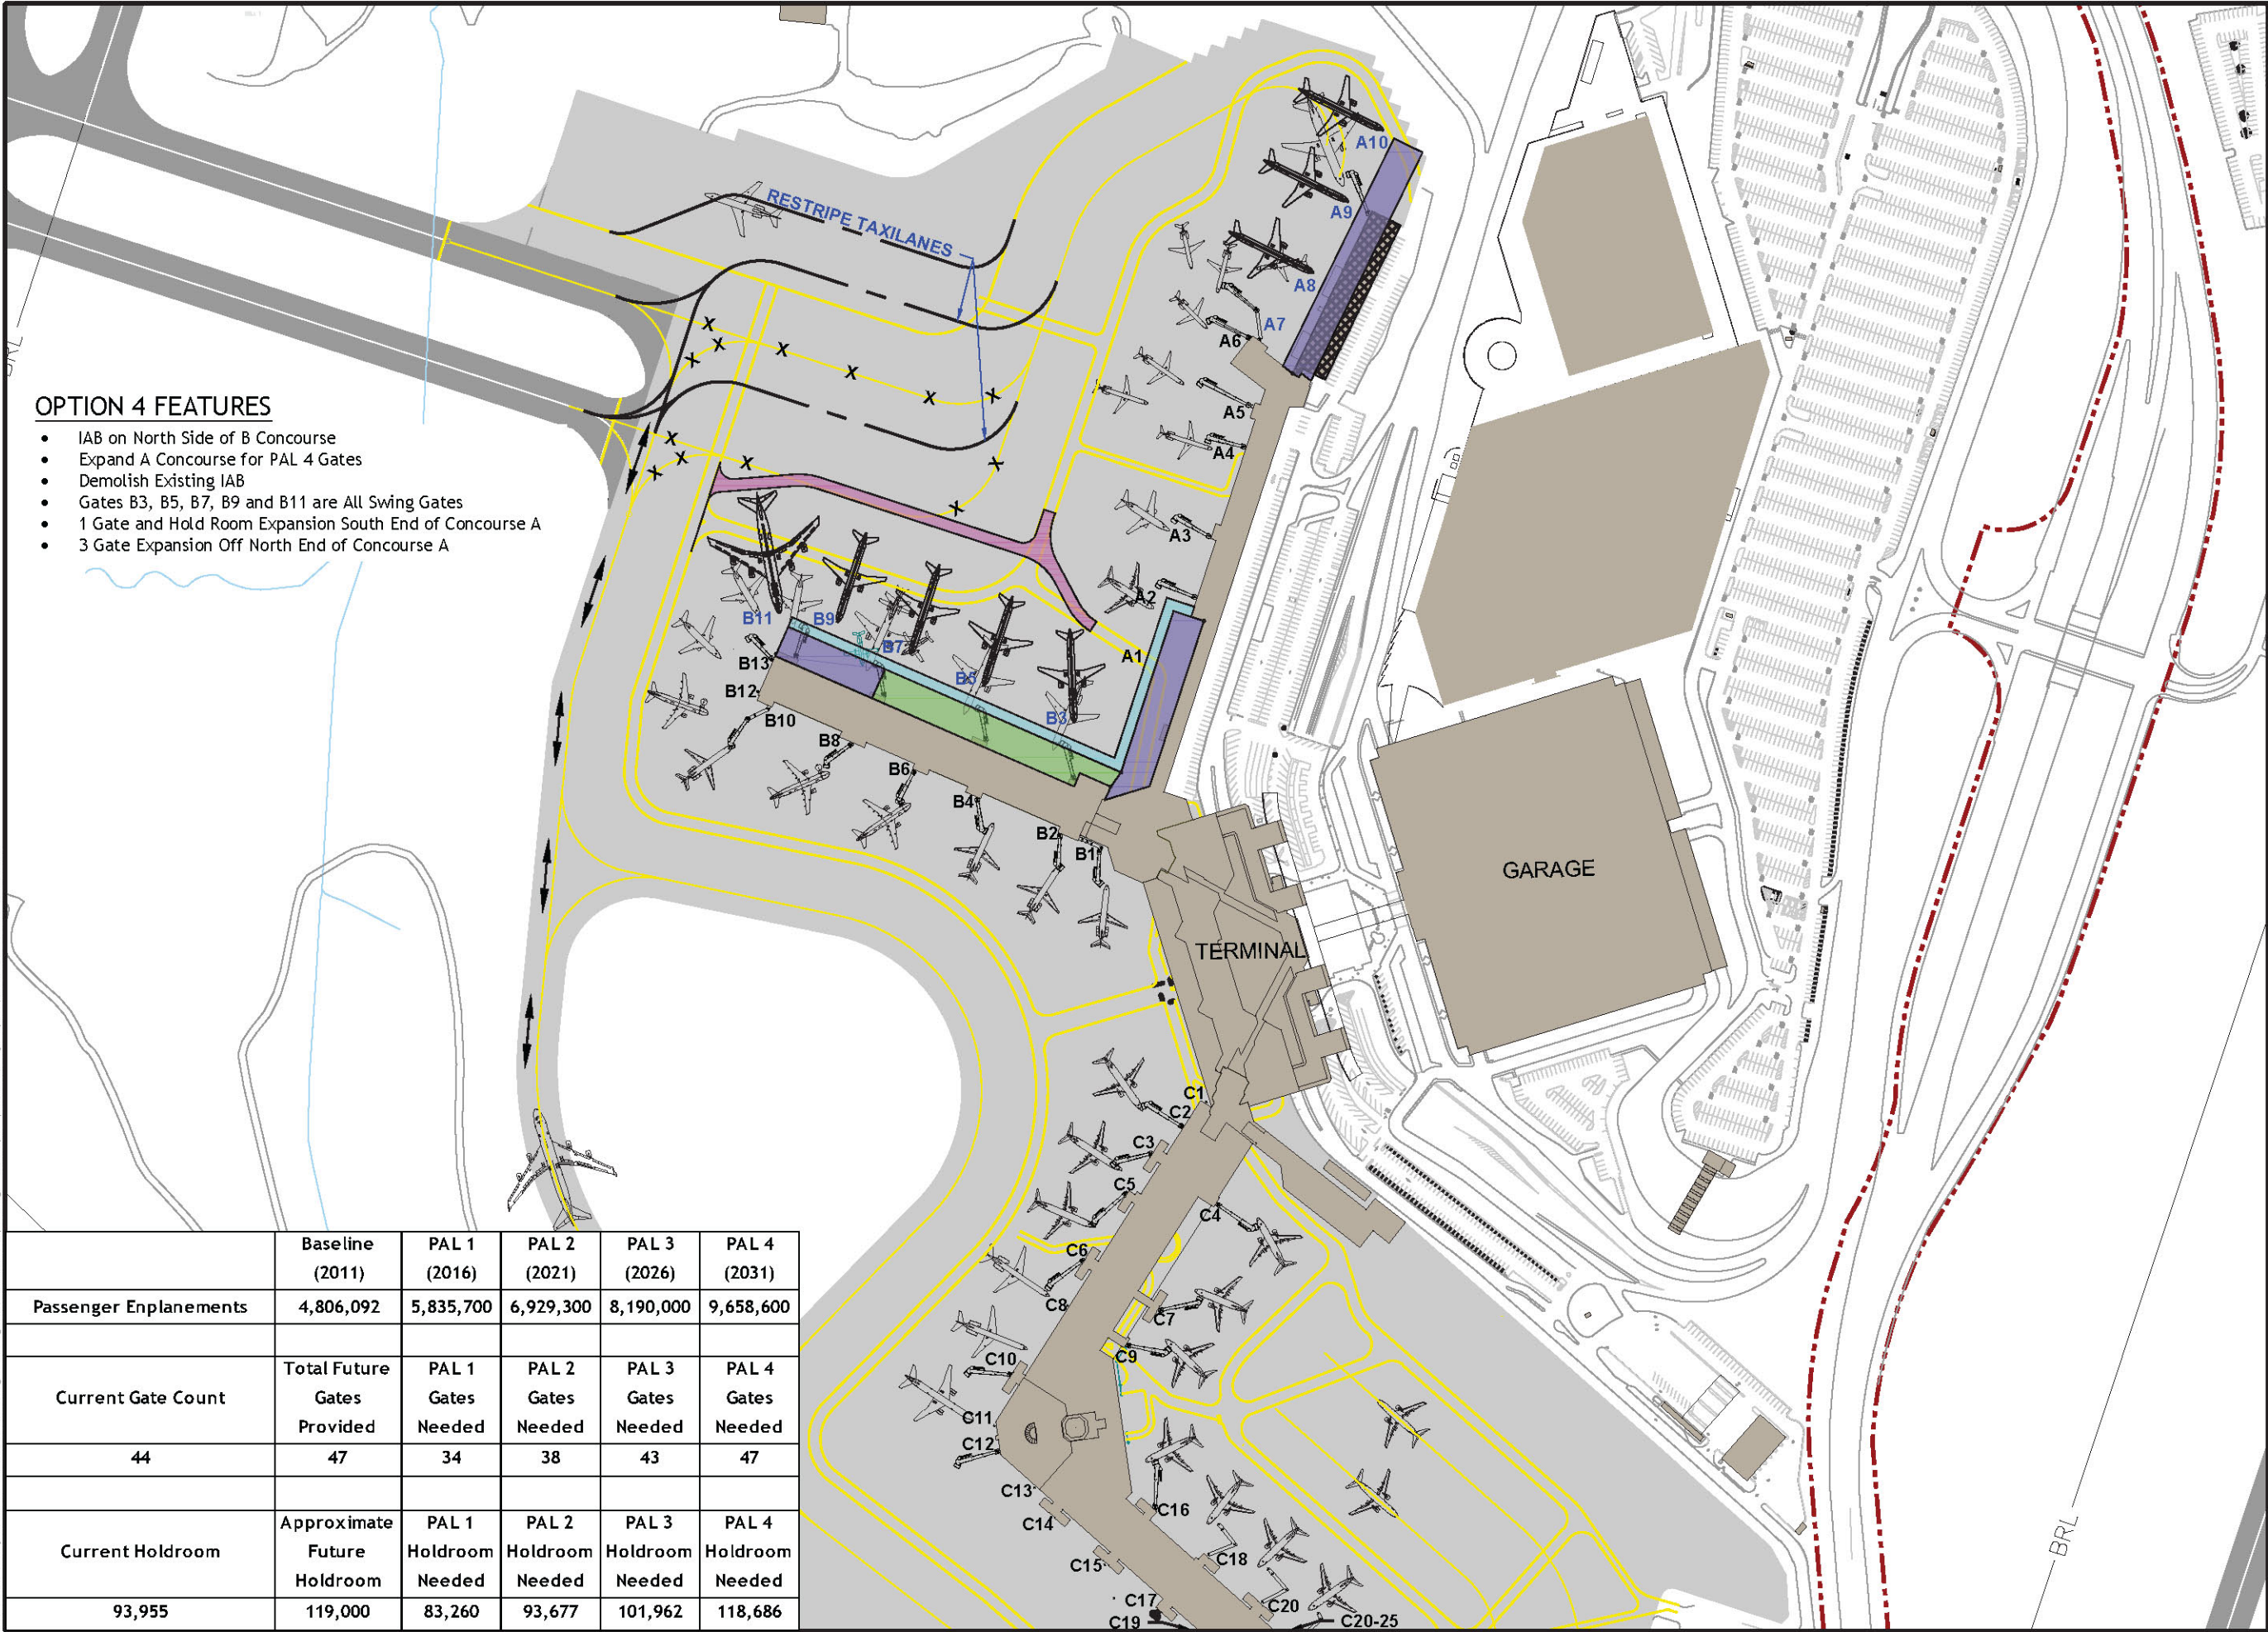 RESTRIPE TAXILANES
A10
A9
A8
A7
A6
A5
A4
A3
A2
A1
BRL
OPTION 4 FEATURES
• IAB on North Side of B Concourse
• Expand A Concourse for PAL 4 Gates
• Demolish Existing IAB
• Gates B3, B5, B7, B9 and B11 are All Swing Gates
• 1 Gate and Hold Room Expansion South End of Concourse A
• 3 Gate Expansion Off North End of Concourse A
B11
B9
B7
B5
B3
B13
B12
B10
B8
B6
B4
B2
B1
GARAGE
TERMINAL
C1
C2
C3
C5
C4
C6
C8
C7
C9
C10
C11
C12
C13
C14
C16
C15
C18
C17
C20
C19
C20-25
BRL
Baseline (2011) PAL 1 (2016) PAL 2 (2021) PAL 3 (2026) PAL 4 (2031)
Passenger Enplanements 4,806,092 5,835,700 6,929,300 8,190,000 9,658,600
Current Gate Count Total Future Gates Provided PAL 1 Gates Needed PAL 2 Gates Needed PAL 3 Gates Needed PAL 4 Gates Needed
44 47 34 38 43 47
Current Holdroom Approximate Future Holdroom PAL 1 Holdroom Needed PAL 2 Holdroom Needed PAL 3 Holdroom Needed PAL 4 Holdroom Needed
93,955 119,000 83,260 93,677 101,962 118,686